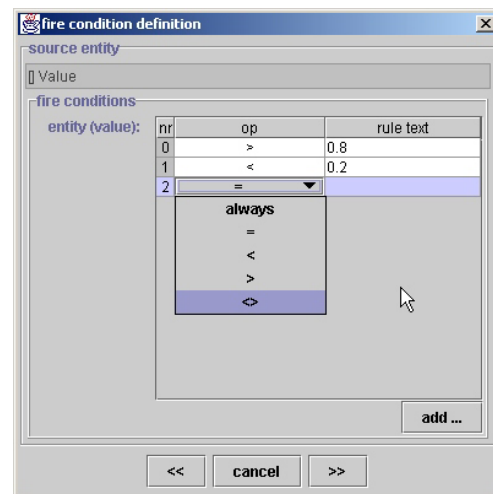 fire condition definition
source entity
[] Value
fire conditions
entity (value):
nr op rule text
0 > 0.8
1 < 0.2
2 =
always
=
<
>
<>
add ...
<< cancel >>